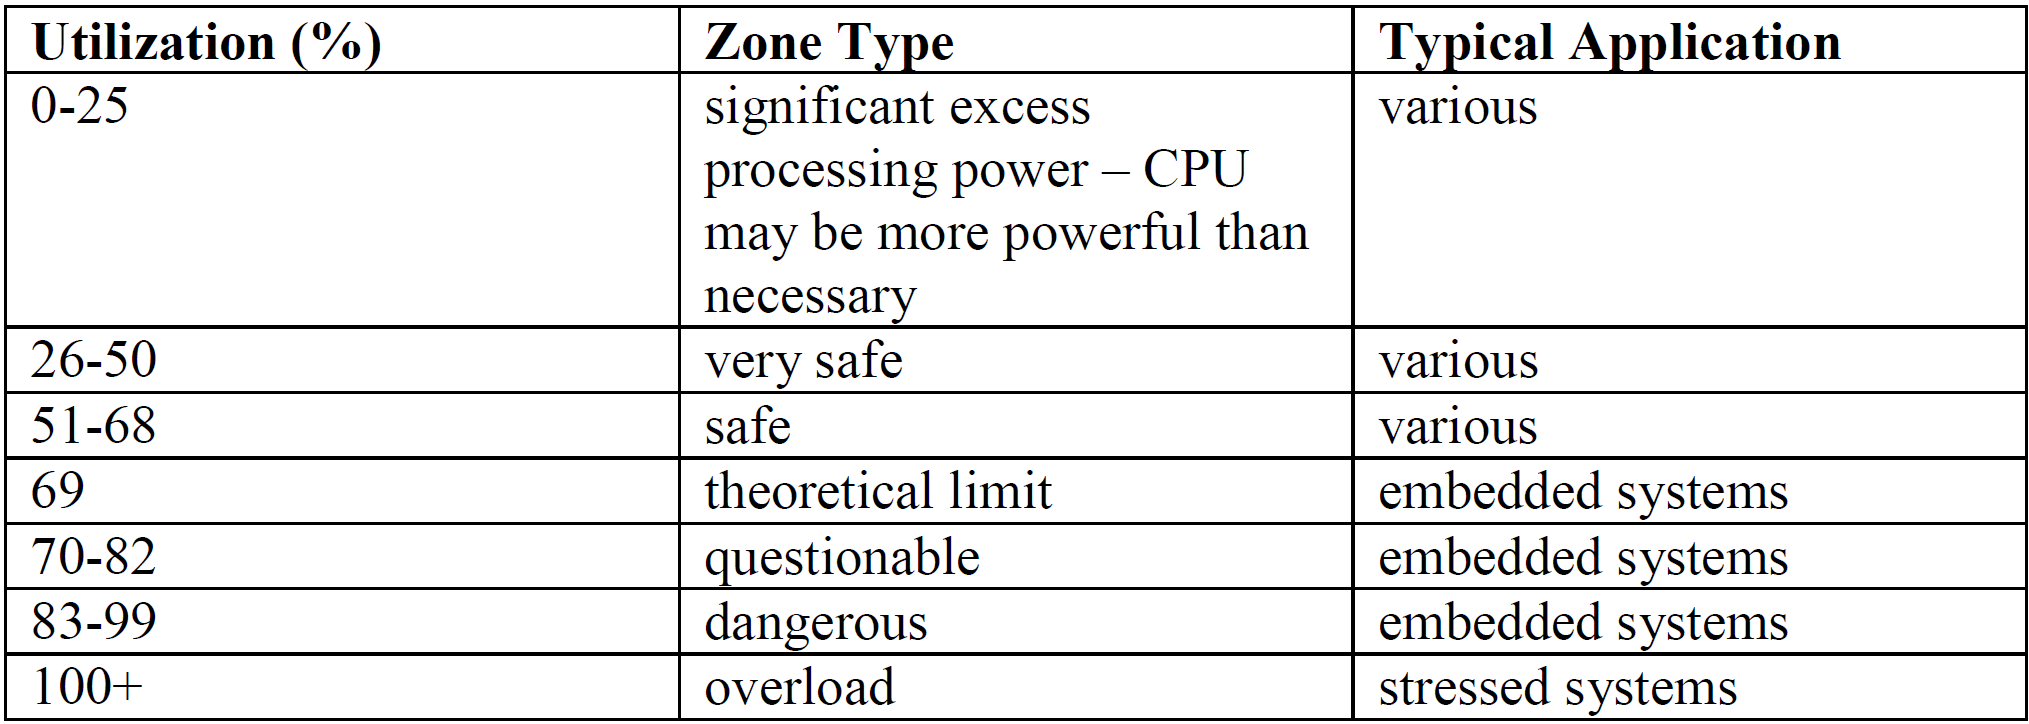 Utilization (%) Zone Type Typical Application
0-25 significant excess various
processing power – CPU
may be more powerful than
necessary
26-50 very safe various
51-68 safe various
69 theoretical limit embedded systems
70-82 questionable embedded systems
83-99 dangerous embedded systems
100+ overload stressed systems